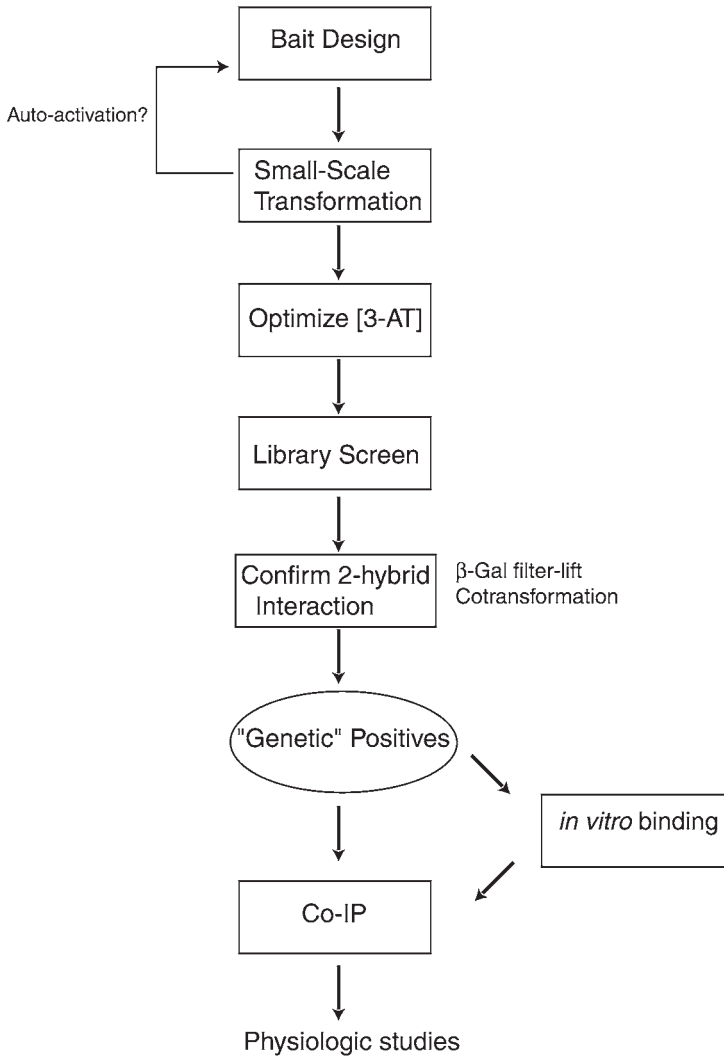 Bait Design
Auto-activation?
Small-Scale
Transformation
Optimize [3-AT]
Library Screen
Confirm 2-hybrid
Interaction
β-Gal filter-lift
Cotransformation
"Genetic" Positives
in vitro binding
Co-IP
Physiologic studies